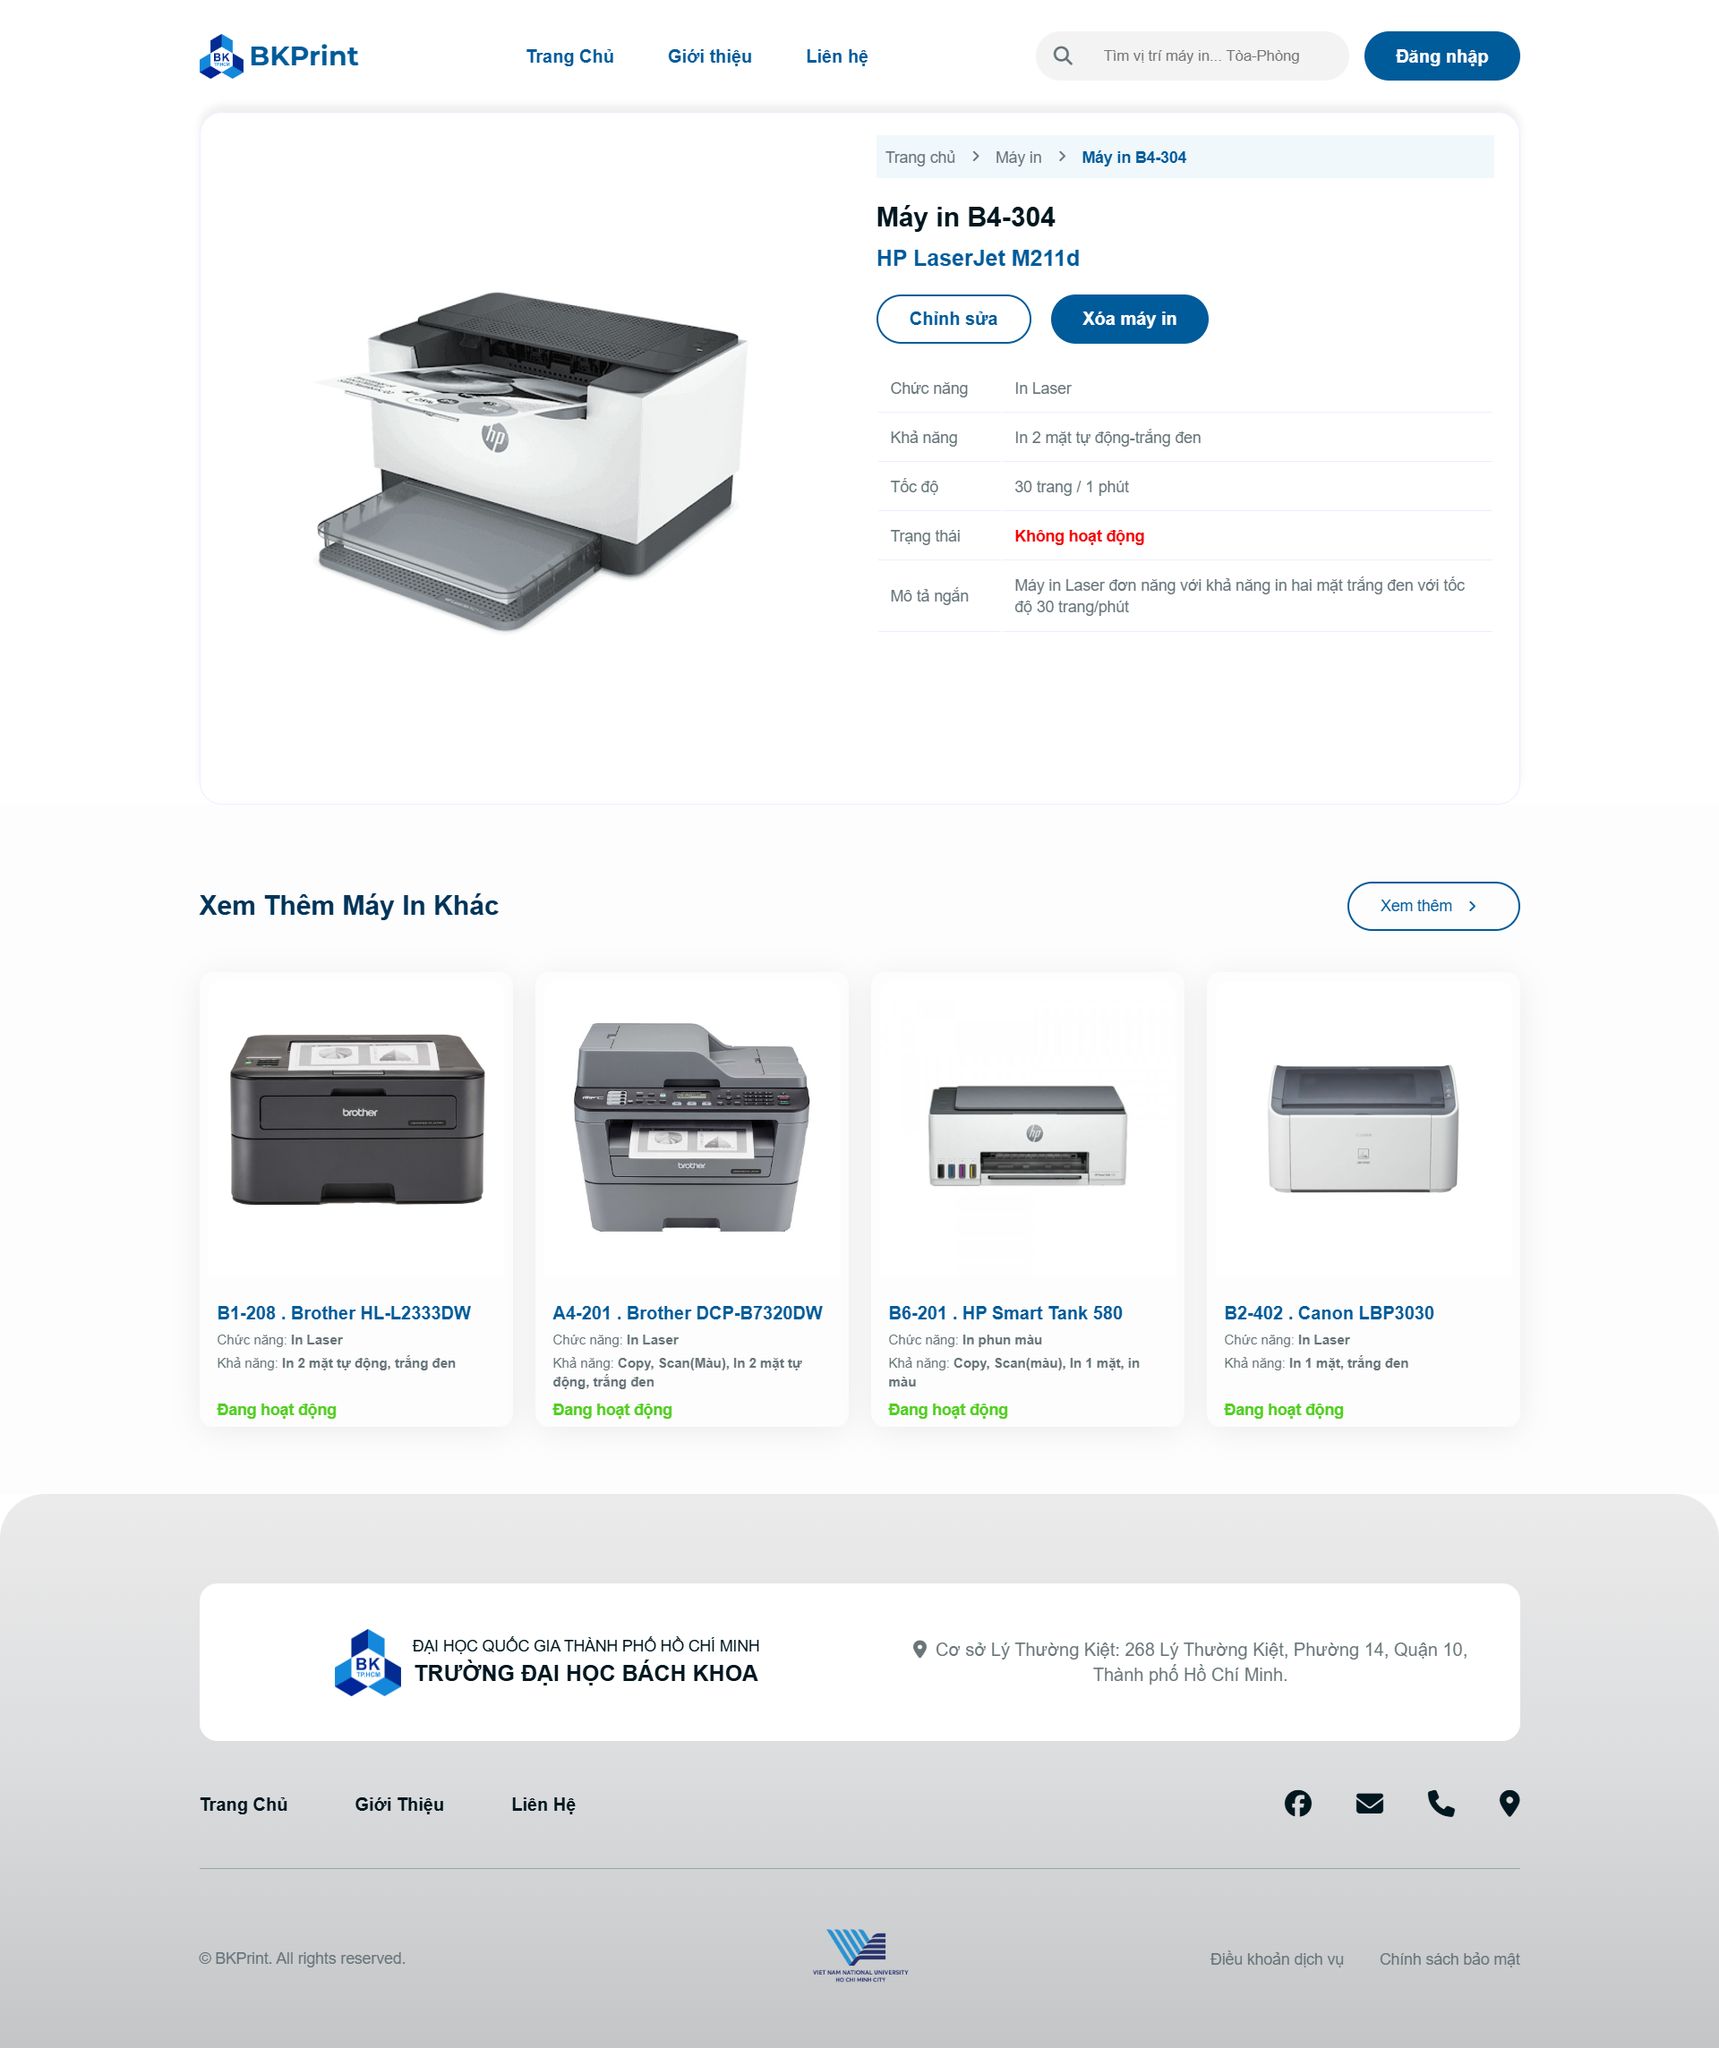 BK
TP.HCM
BKPrint
Trang Chủ
Giới thiệu
Liên hệ
Tìm vị trí máy in... Tòa-Phòng
Đăng nhập
Trang chủ
Máy in
Máy in B4-304
Máy in B4-304
HP LaserJet M211d
Chỉnh sửa
Xóa máy in
Chức năng
In Laser
Khả năng
In 2 mặt tự động-trắng đen
Tốc độ
30 trang / 1 phút
Trạng thái
Không hoạt động
Mô tả ngắn
Máy in Laser đơn năng với khả năng in hai mặt trắng đen với tốc
độ 30 trang/phút
hp
Xem Thêm Máy In Khác
Xem thêm
brother
B1-208 . Brother HL-L2333DW
Chức năng: In Laser
Khả năng: In 2 mặt tự động, trắng đen
Đang hoạt động
brother
A4-201 . Brother DCP-B7320DW
Chức năng: In Laser
Khả năng: Copy, Scan(Màu), In 2 mặt tự
động, trắng đen
Đang hoạt động
hp
B6-201 . HP Smart Tank 580
Chức năng: In phun màu
Khả năng: Copy, Scan(màu), In 1 mặt, in
màu
Đang hoạt động
B2-402 . Canon LBP3030
Chức năng: In Laser
Khả năng: In 1 mặt, trắng đen
Đang hoạt động
BK
TP.HCM
ĐẠI HỌC QUỐC GIA THÀNH PHỐ HỒ CHÍ MINH
TRƯỜNG ĐẠI HỌC BÁCH KHOA
Cơ sở Lý Thường Kiệt: 268 Lý Thường Kiệt, Phường 14, Quận 10,
Thành phố Hồ Chí Minh.
Trang Chủ
Giới Thiệu
Liên Hệ
© BKPrint. All rights reserved.
VIET NAM NATIONAL UNIVERSITY
HO CHI MINH CITY
Điều khoản dịch vụ
Chính sách bảo mật